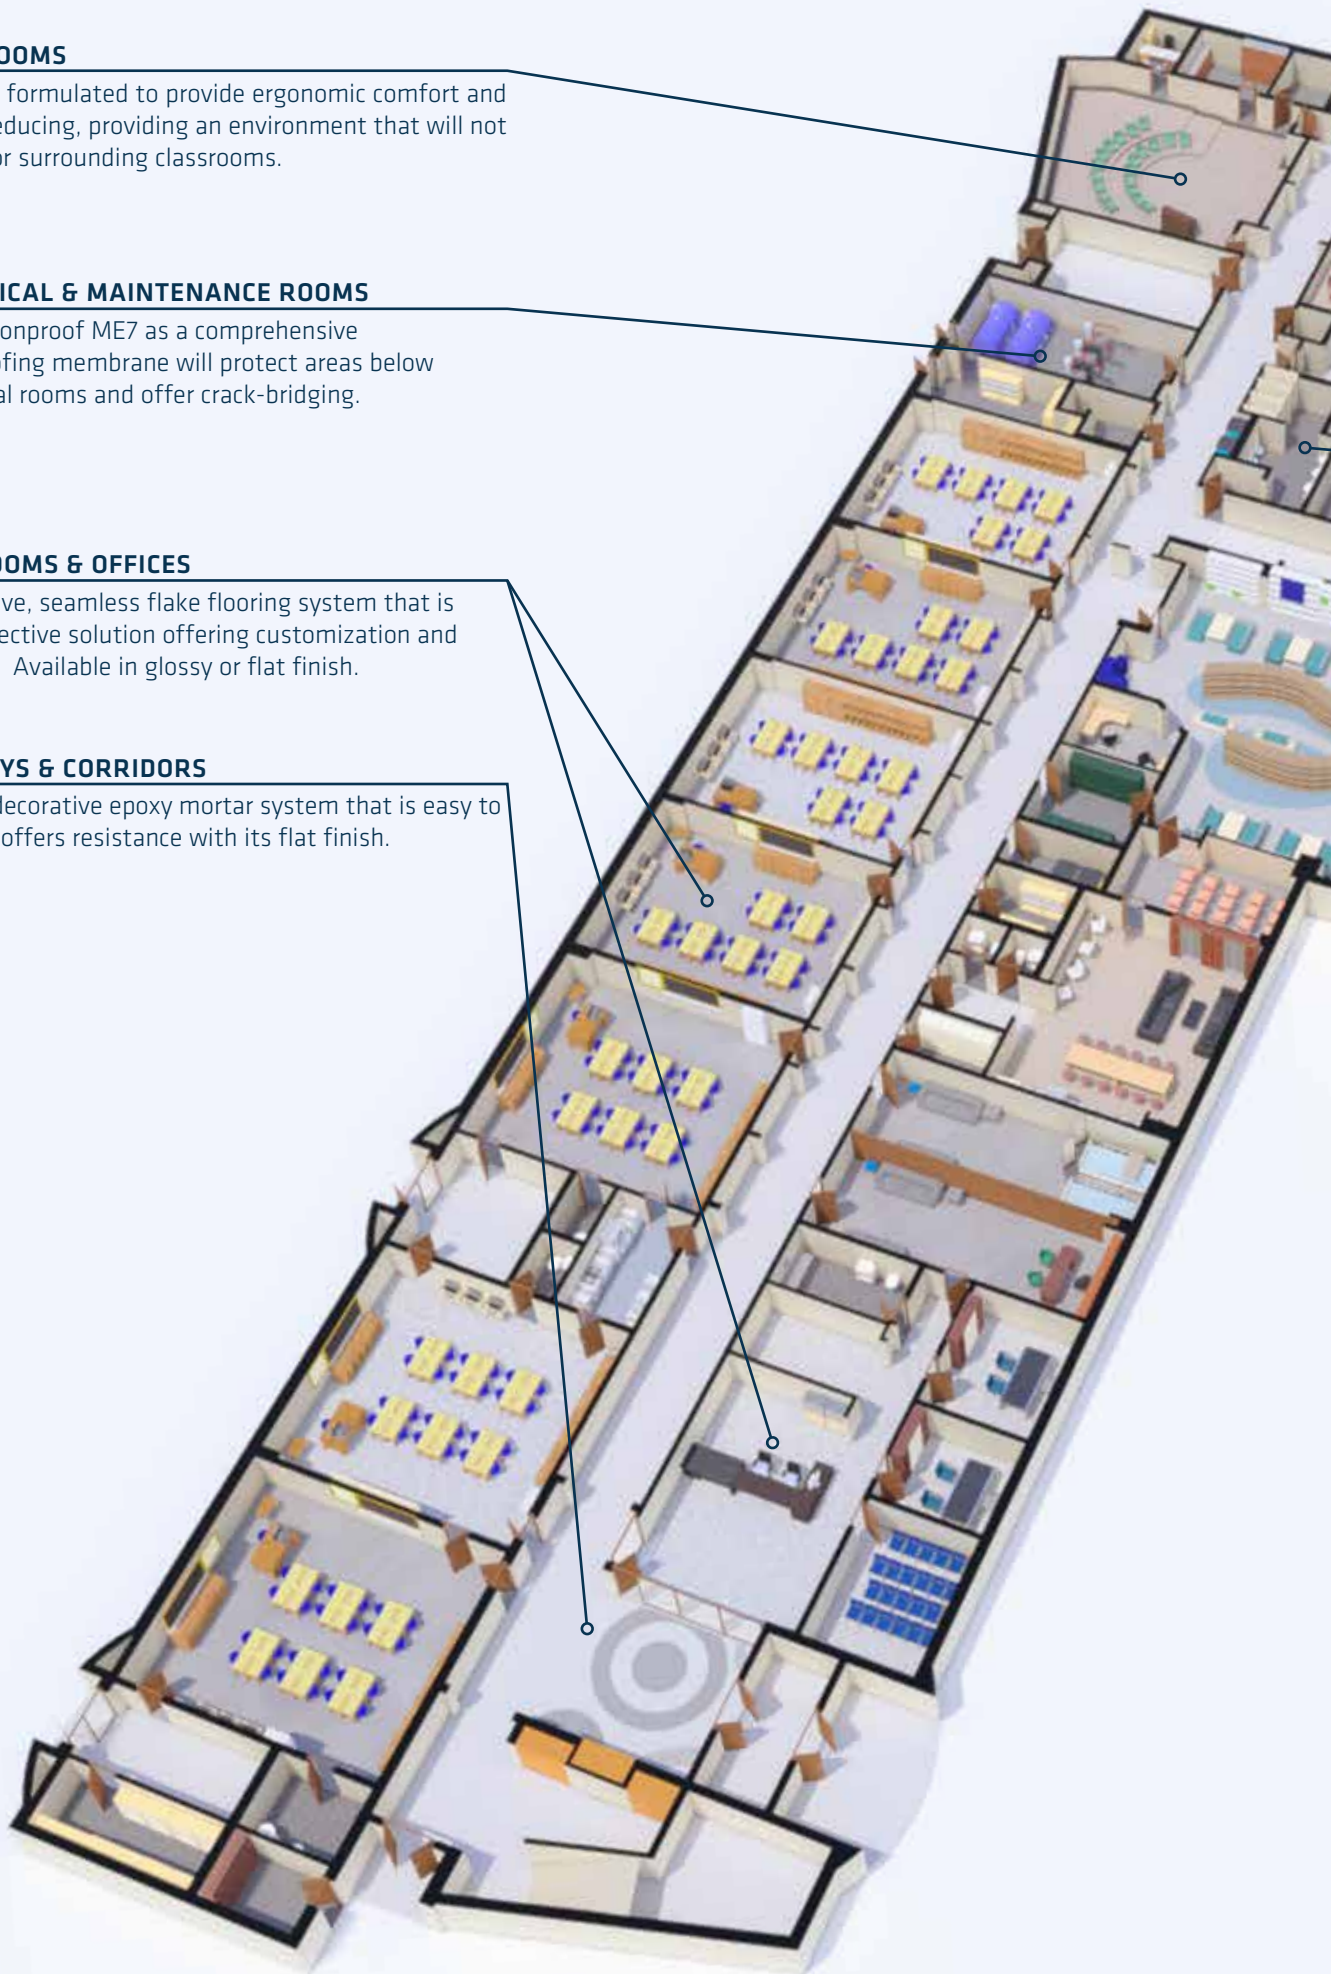 OOMS
formulated to provide ergonomic comfort and
educing, providing an environment that will not
or surrounding classrooms.
ICAL & MAINTENANCE ROOMS
onproof ME7 as a comprehensive
ofing membrane will protect areas below
al rooms and offer crack-bridging.
OOMS & OFFICES
ve, seamless flake flooring system that is
ective solution offering customization and
Available in glossy or flat finish.
YS & CORRIDORS
decorative epoxy mortar system that is easy to
offers resistance with its flat finish.